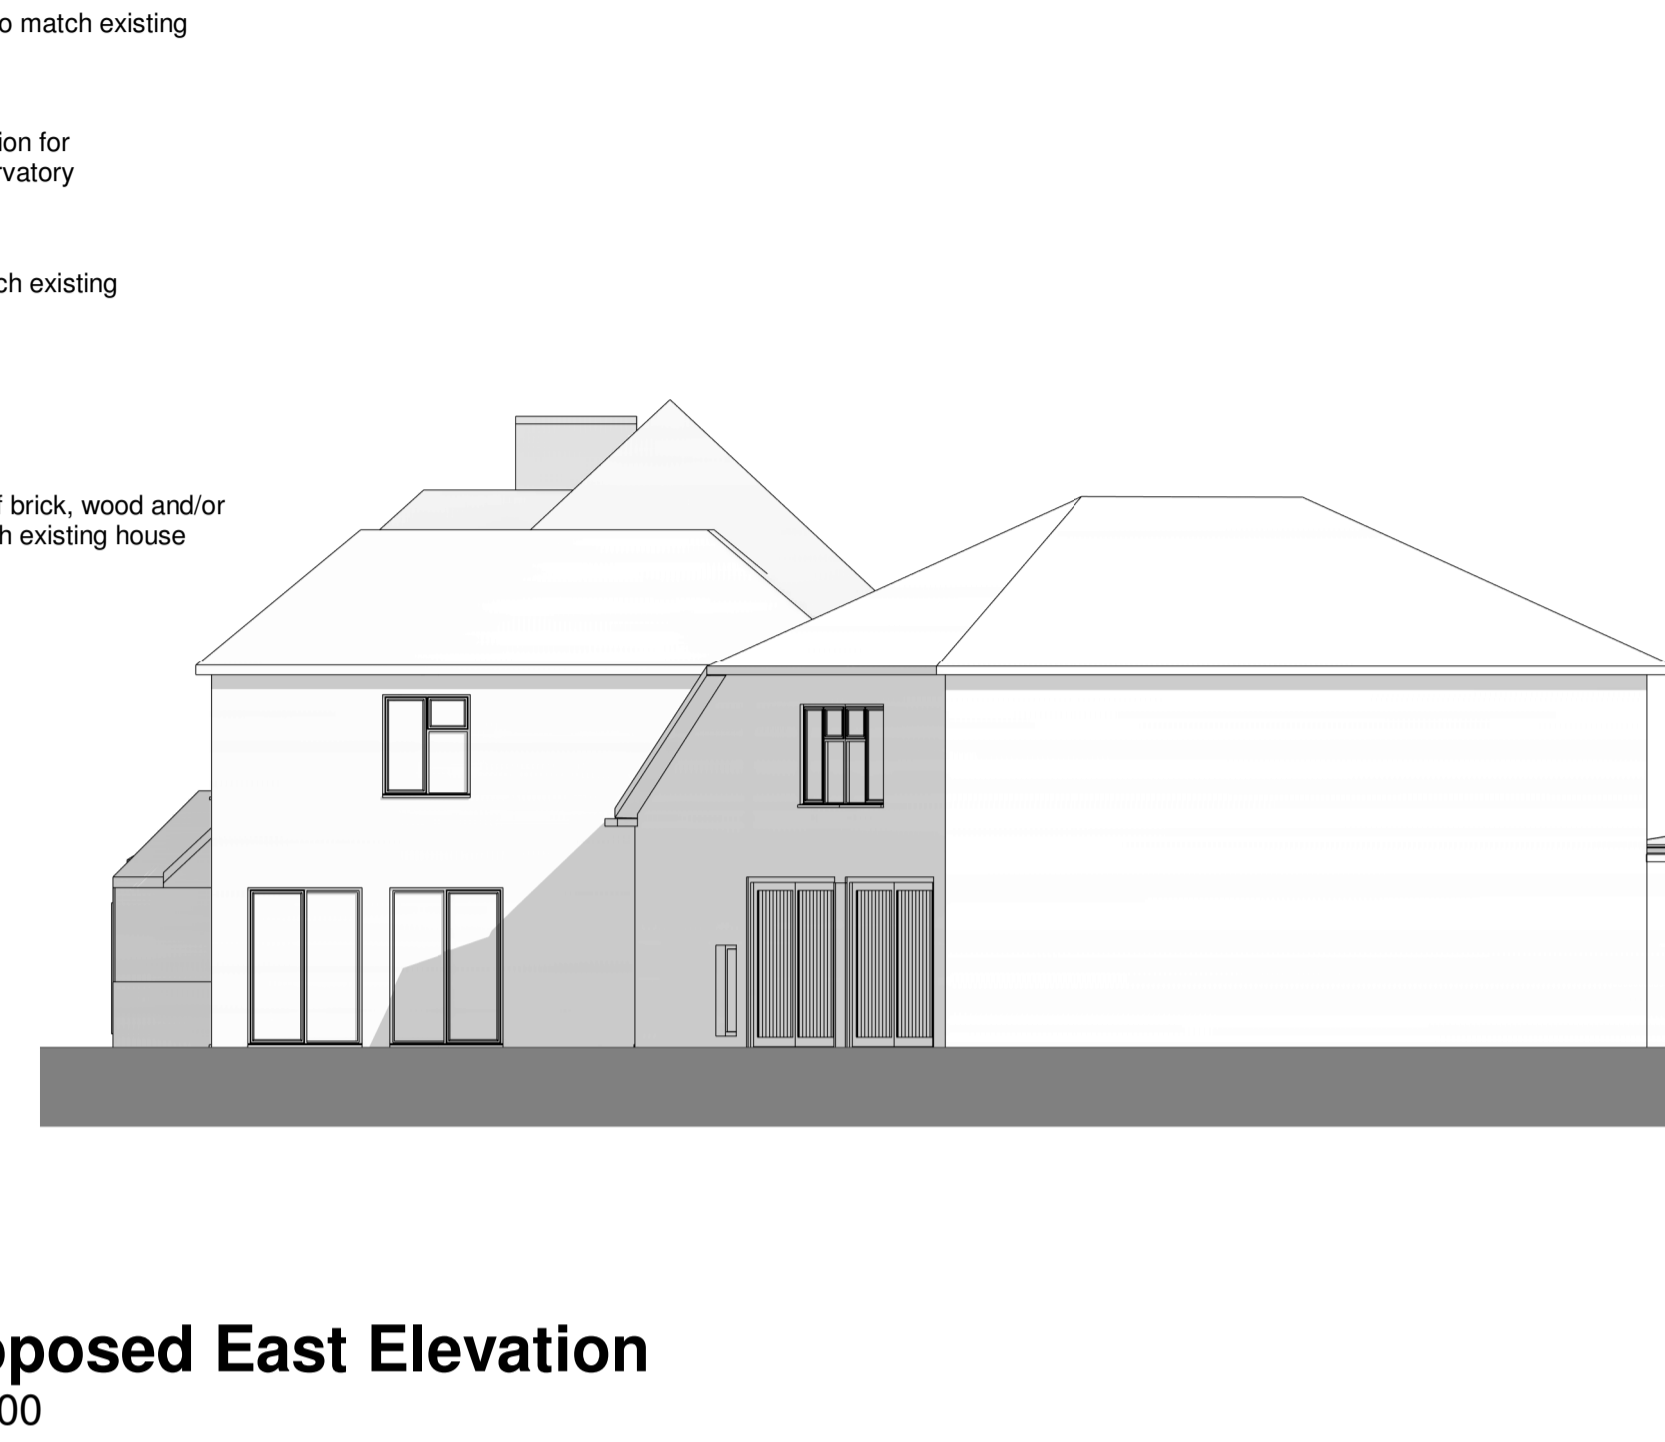 o match existing
ion for
rvatory
ch existing
f brick, wood and/or
h existing house
oposed East Elevation
00